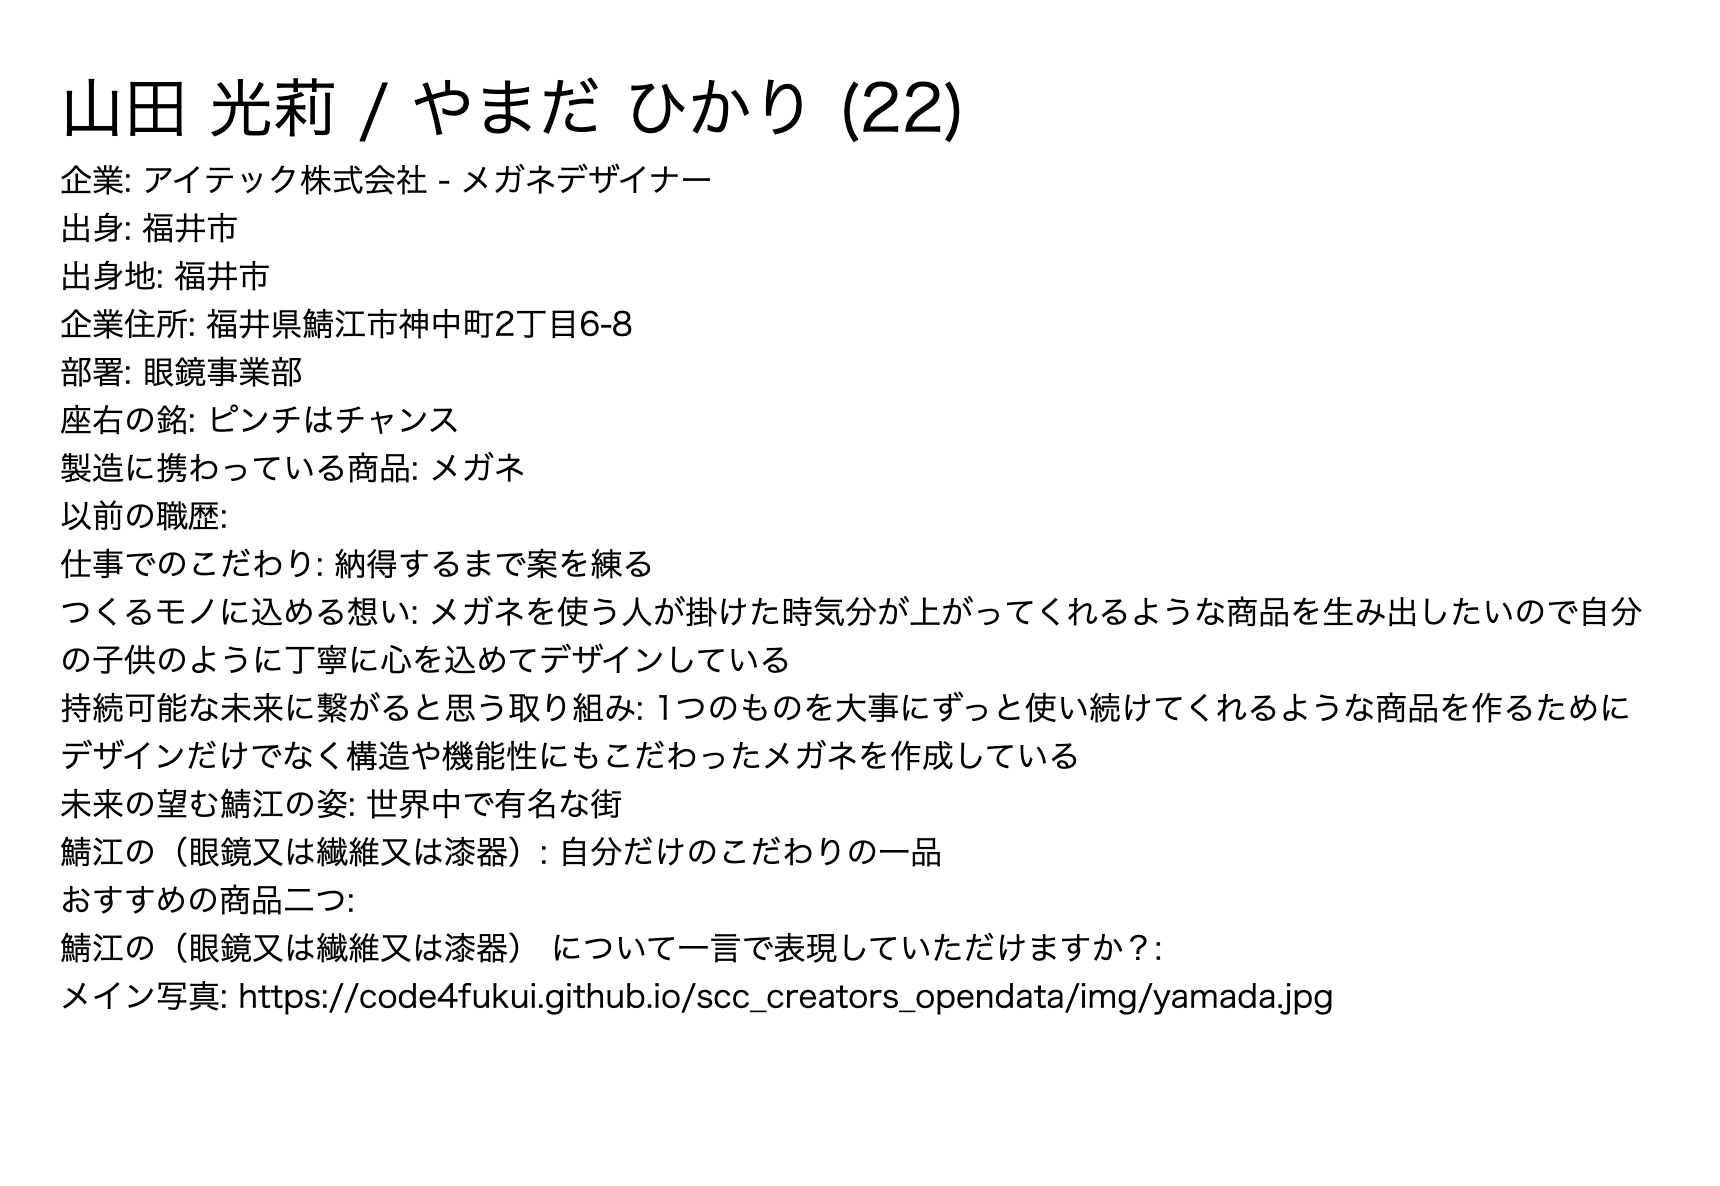 山田 光莉 / やまだ ひかり (22)
企業: アイテック株式会社 - メガネデザイナー
出身: 福井市
出身地: 福井市
企業住所: 福井県鯖江市神中町2丁目6-8
部署: 眼鏡事業部
座右の銘: ピンチはチャンス
製造に携わっている商品: メガネ
以前の職歴:
仕事でのこだわり: 納得するまで案を練る
つくるモノに込める想い: メガネを使う人が掛けた時気分が上がってくれるような商品を生み出したいので自分
の子供のように丁寧に心を込めてデザインしている
持続可能な未来に繋がると思う取り組み: 1つのものを大事にずっと使い続けてくれるような商品を作るために
デザインだけでなく構造や機能性にもこだわったメガネを作成している
未来の望む鯖江の姿: 世界中で有名な街
鯖江の（眼鏡又は繊維又は漆器）: 自分だけのこだわりの一品
おすすめの商品二つ:
鯖江の（眼鏡又は繊維又は漆器） について一言で表現していただけますか？:
メイン写真: https://code4fukui.github.io/scc_creators_opendata/img/yamada.jpg